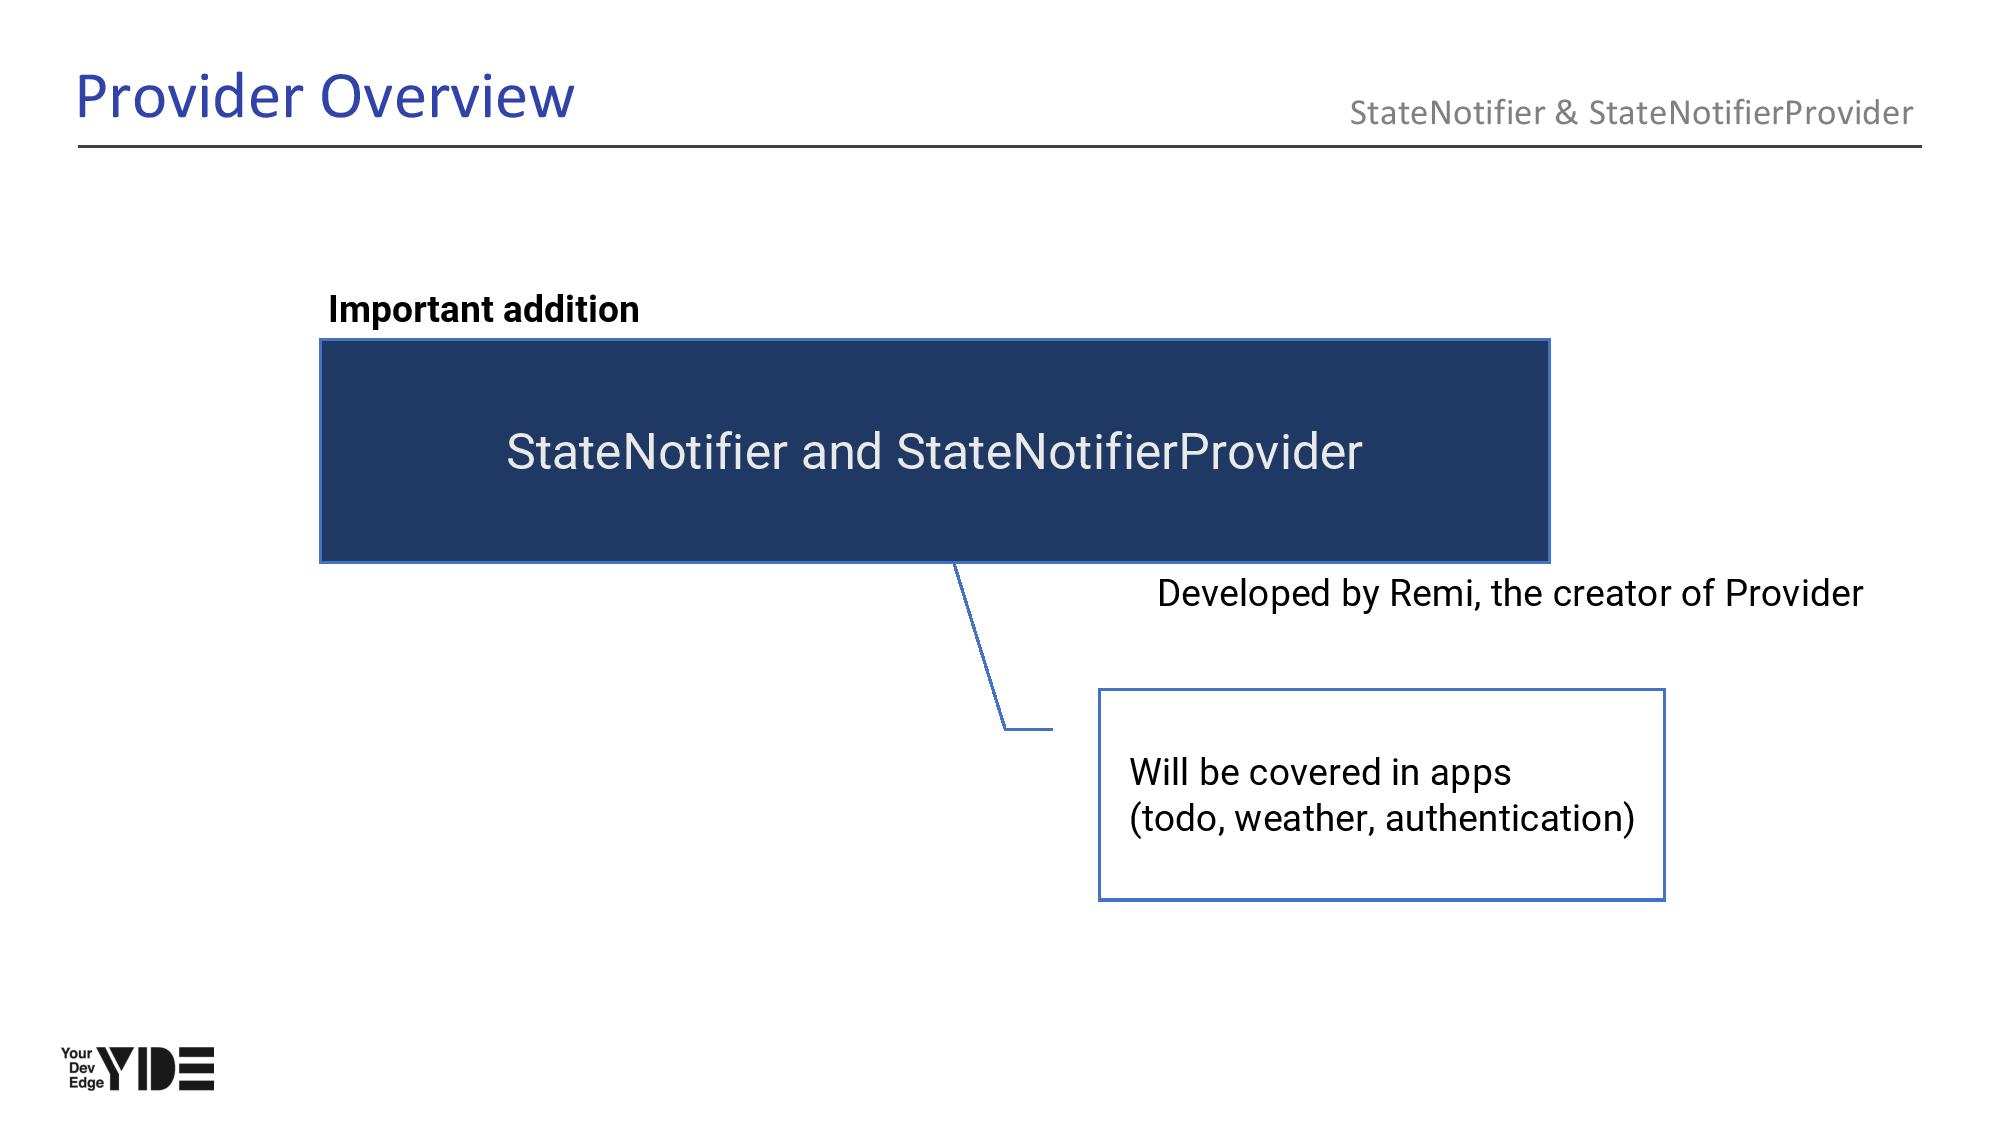 Provider Overview
StateNotifier & StateNotifierProvider
Important addition
StateNotifier and StateNotifierProvider
Developed by Remi, the creator of Provider
Will be covered in apps
(todo, weather, authentication)
Your
Dev
Edge
YDE